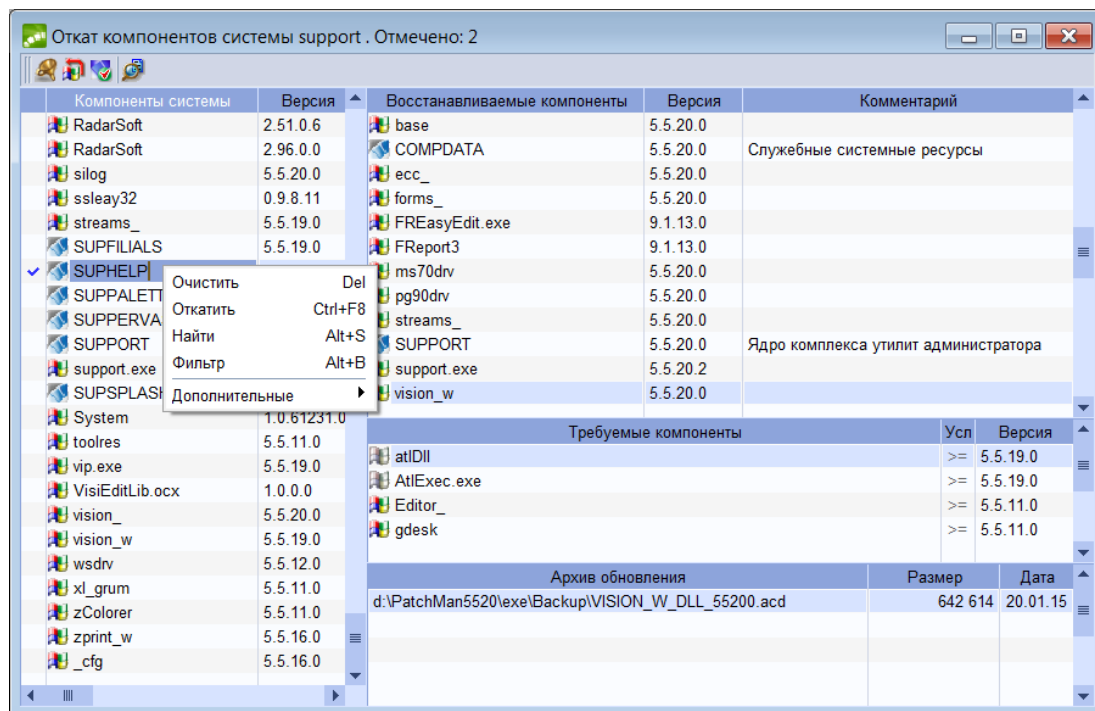 Откат компонентов системы support . Отмечено: 2
Компоненты системы Версия
RadarSoft 2.51.0.6
RadarSoft 2.96.0.0
silog 5.5.20.0
ssleay32 0.9.8.11
streams_ 5.5.19.0
SUPFILIALS 5.5.19.0
SUPHELP
SUPPALETT
SUPPERVA
SUPPORT
support.exe
SUPSPLASH
System 1.0.61231.0
toolres 5.5.11.0
vip.exe 5.5.19.0
VisiEditLib.ocx 1.0.0.0
vision_ 5.5.20.0
vision_w 5.5.19.0
wsdrv 5.5.12.0
xl_grum 5.5.11.0
zColorer 5.5.11.0
zprint_w 5.5.16.0
_cfg 5.5.16.0
Очистить Del
Откатить Ctrl+F8
Найти Alt+S
Фильтр Alt+B
Дополнительные
Восстанавливаемые компоненты Версия Комментарий
base 5.5.20.0
COMPDATA 5.5.20.0 Служебные системные ресурсы
ecc_ 5.5.20.0
forms_ 5.5.20.0
FREasyEdit.exe 9.1.13.0
FReport3 9.1.13.0
ms70drv 5.5.20.0
pg90drv 5.5.20.0
streams_ 5.5.20.0
SUPPORT 5.5.20.0 Ядро комплекса утилит администратора
support.exe 5.5.20.2
vision_w 5.5.20.0
Требуемые компоненты Усл Версия
atlDll >= 5.5.19.0
AtlExec.exe >= 5.5.19.0
Editor_ >= 5.5.11.0
gdesk >= 5.5.11.0
Архив обновления Размер Дата
d:\PatchMan5520\exe\Backup\VISION_W_DLL_55200.acd 642 614 20.01.15